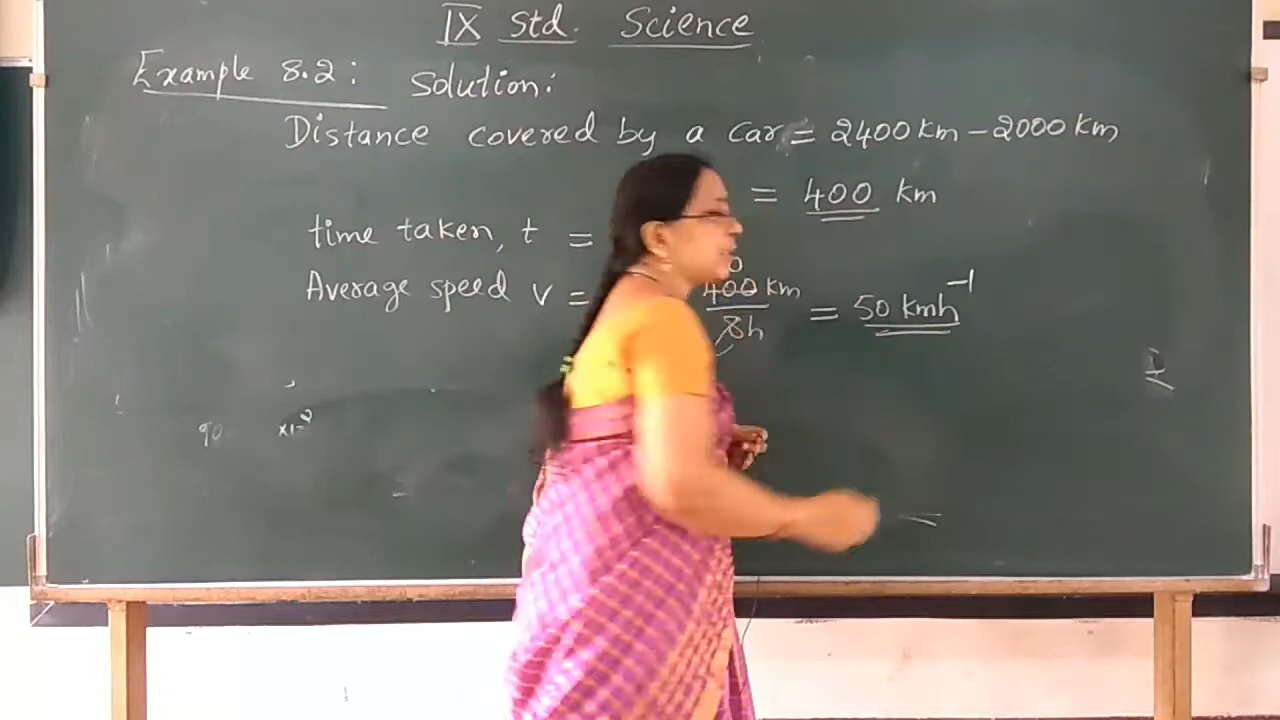 IX Std. Science
Example 8.2: Solution:
Distance covered by a car = 2400 km - 2000 km
= 400 km
time taken, t =
Average speed v = 400 km / 8h = 50 kmh⁻¹
90